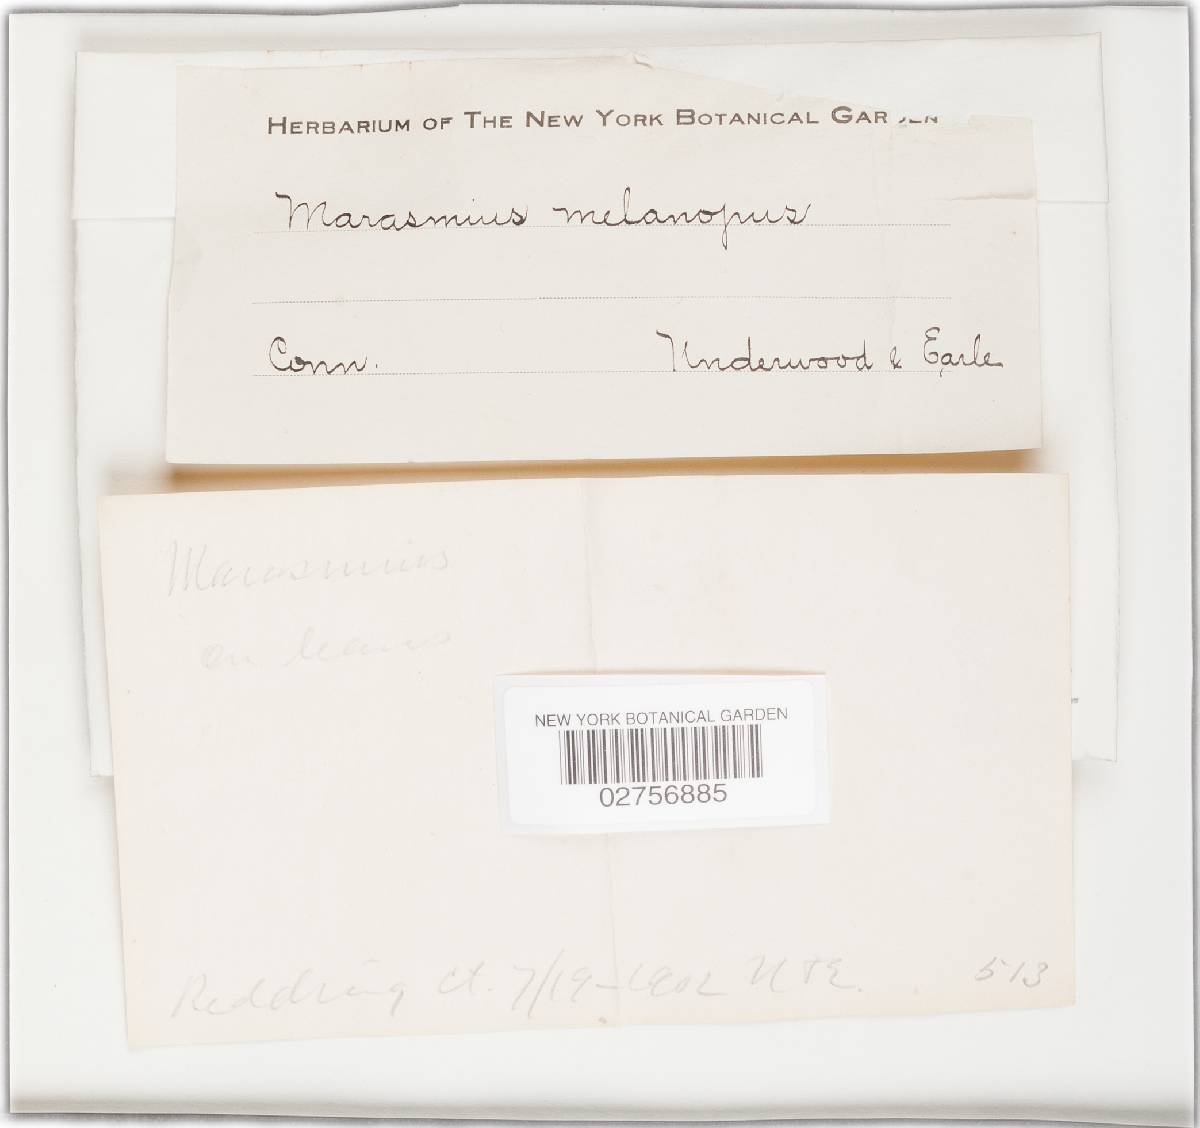 HERBARIUM OF THE NEW YORK BOTANICAL GARDEN
Marasmius melanopus
Conn. Underwood & Earle
Marasmius
on leaves
NEW YORK BOTANICAL GARDEN
02756885
Redding Ct. 7/19-1902 U & E. 513